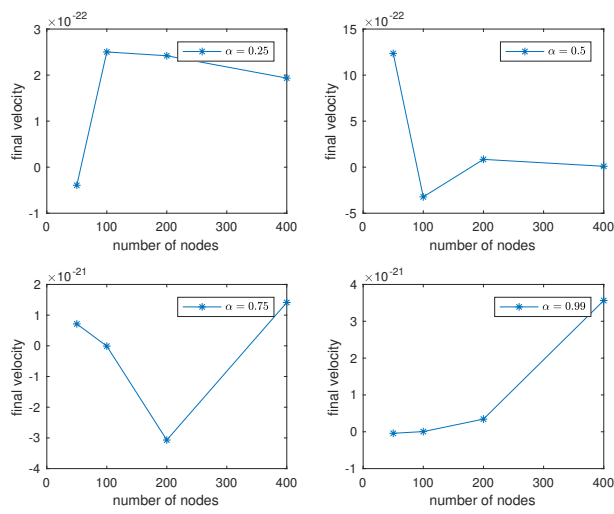 ×10^-22
3
2
1
0
-1
final velocity
0 100 200 300 400
number of nodes
α = 0.25
×10^-22
15
10
5
0
-5
final velocity
0 100 200 300 400
number of nodes
α = 0.5
×10^-21
2
1
0
-1
-2
-3
-4
final velocity
0 100 200 300 400
number of nodes
α = 0.75
×10^-21
4
3
2
1
0
-1
final velocity
0 100 200 300 400
number of nodes
α = 0.99